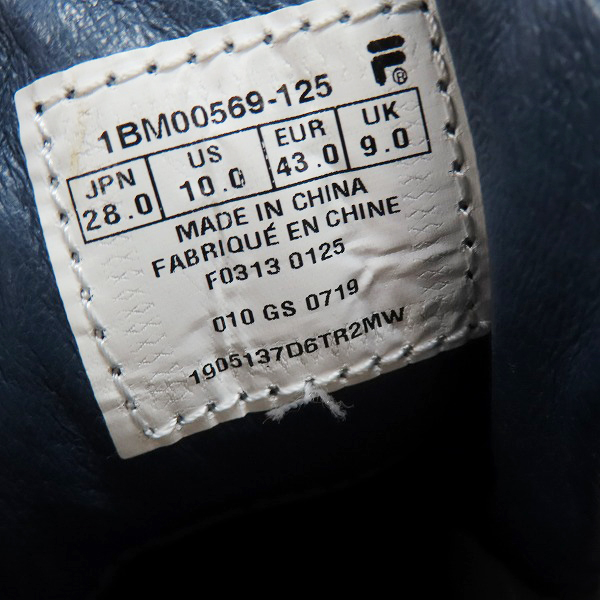 F®
1BM00569-125
JPN US EUR UK
28.0 10.0 43.0 9.0
MADE IN CHINA
FABRIQUÉ EN CHINE
F0313 0125
010 GS 0719
1905137D6TR2MW